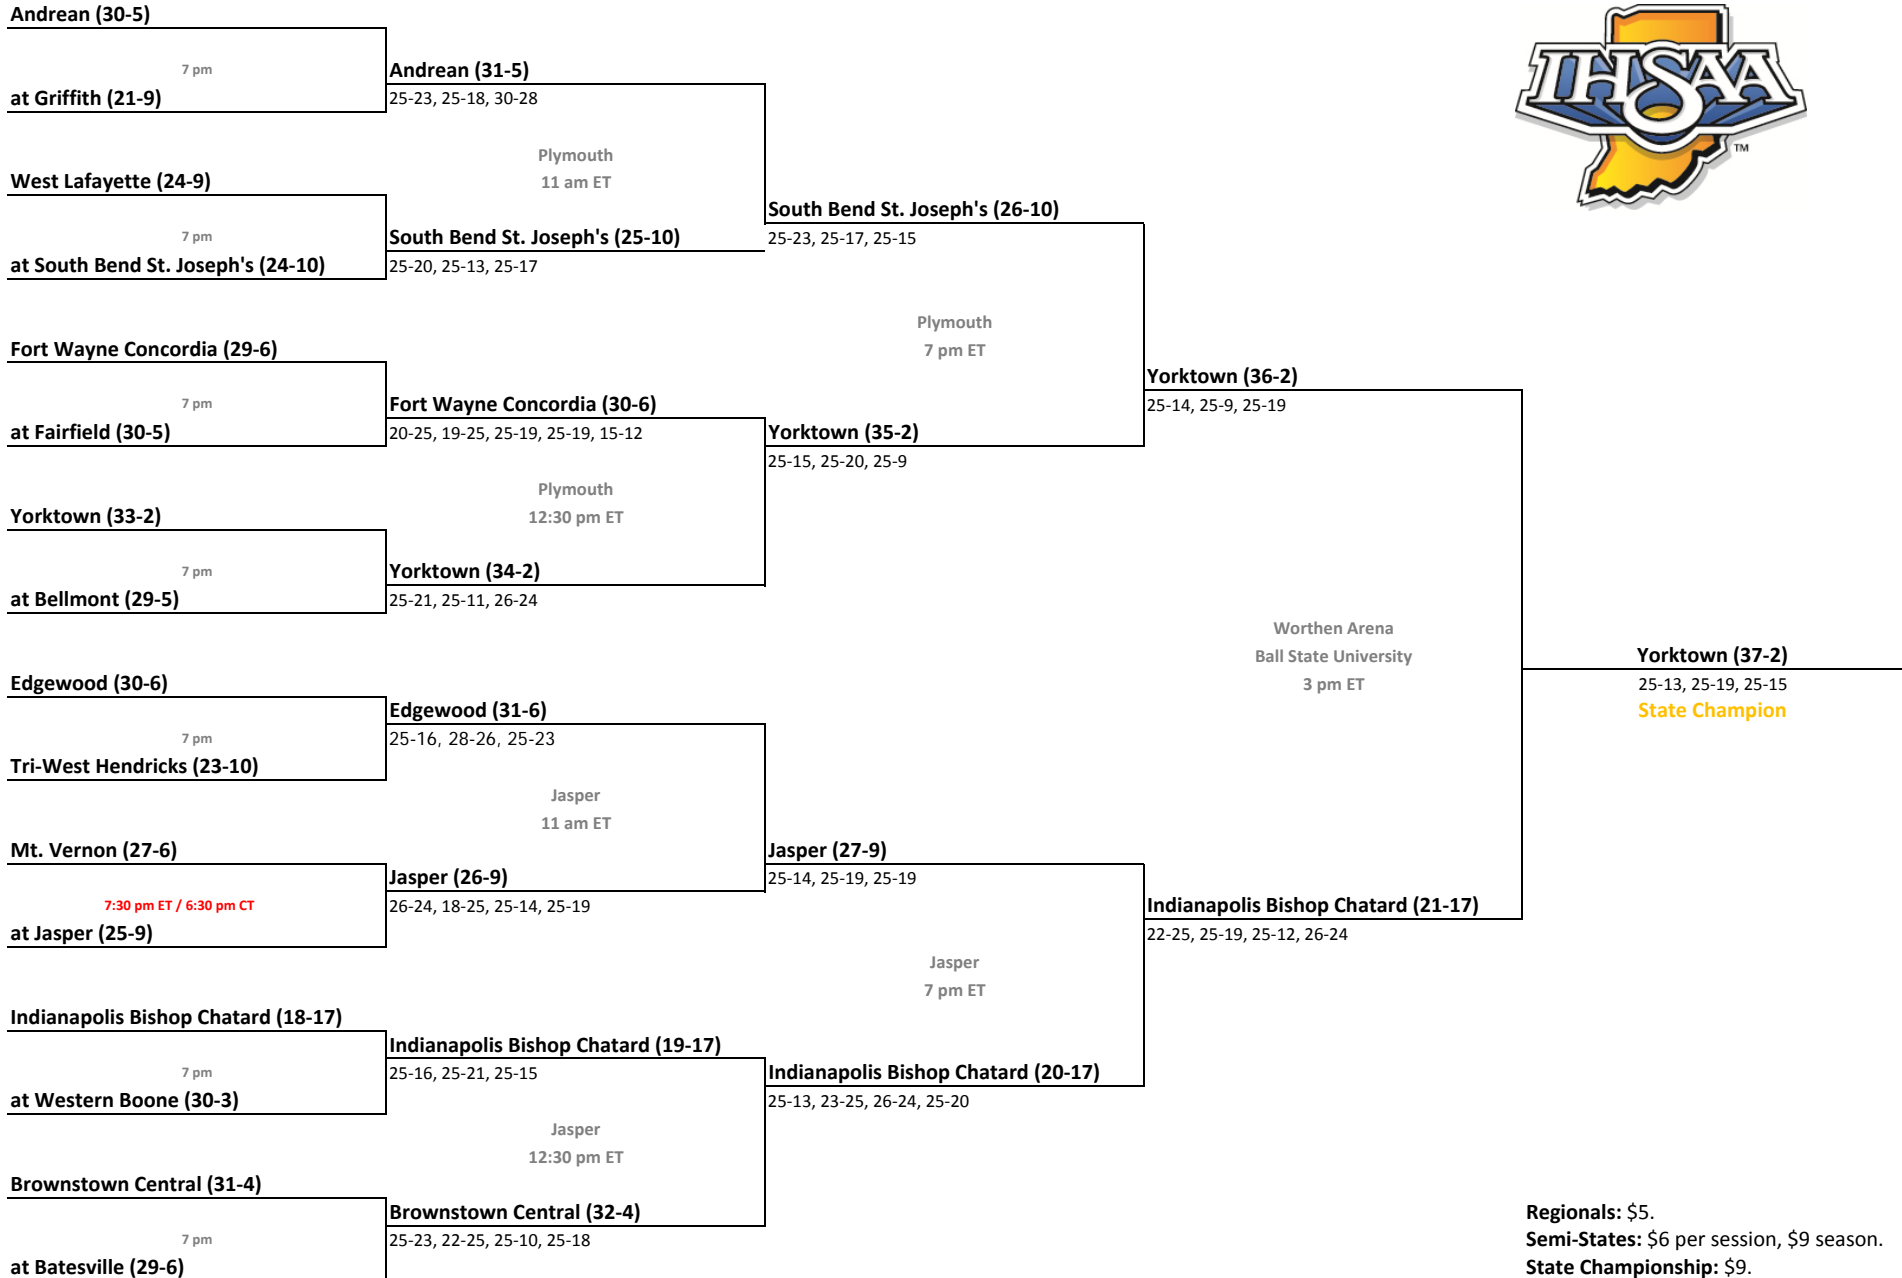 Andrean (30-5)
7 pm
at Griffith (21-9)
West Lafayette (24-9)
7 pm
at South Bend St. Joseph's (24-10)
Fort Wayne Concordia (29-6)
7 pm
at Fairfield (30-5)
Yorktown (33-2)
7 pm
at Bellmont (29-5)
Edgewood (30-6)
7 pm
Tri-West Hendricks (23-10)
Mt. Vernon (27-6)
7:30 pm ET / 6:30 pm CT
at Jasper (25-9)
Indianapolis Bishop Chatard (18-17)
7 pm
at Western Boone (30-3)
Brownstown Central (31-4)
7 pm
at Batesville (29-6)
Andrean (31-5)
25-23, 25-18, 30-28
Plymouth
11 am ET
South Bend St. Joseph's (25-10)
25-20, 25-13, 25-17
Fort Wayne Concordia (30-6)
20-25, 19-25, 25-19, 25-19, 15-12
Plymouth
12:30 pm ET
Yorktown (34-2)
25-21, 25-11, 26-24
Edgewood (31-6)
25-16, 28-26, 25-23
Jasper
11 am ET
Jasper (26-9)
26-24, 18-25, 25-14, 25-19
Indianapolis Bishop Chatard (19-17)
25-16, 25-21, 25-15
Jasper
12:30 pm ET
Brownstown Central (32-4)
25-23, 22-25, 25-10, 25-18
South Bend St. Joseph's (26-10)
25-23, 25-17, 25-15
Plymouth
7 pm ET
Yorktown (35-2)
25-15, 25-20, 25-9
Jasper (27-9)
25-14, 25-19, 25-19
Jasper
7 pm ET
Indianapolis Bishop Chatard (20-17)
25-13, 23-25, 26-24, 25-20
Yorktown (36-2)
25-14, 25-9, 25-19
Worthen Arena
Ball State University
3 pm ET
Indianapolis Bishop Chatard (21-17)
22-25, 25-19, 25-12, 26-24
IHSAA
TM
Yorktown (37-2)
25-13, 25-19, 25-15
State Champion
Regionals: $5.
Semi-States: $6 per session, $9 season.
State Championship: $9.